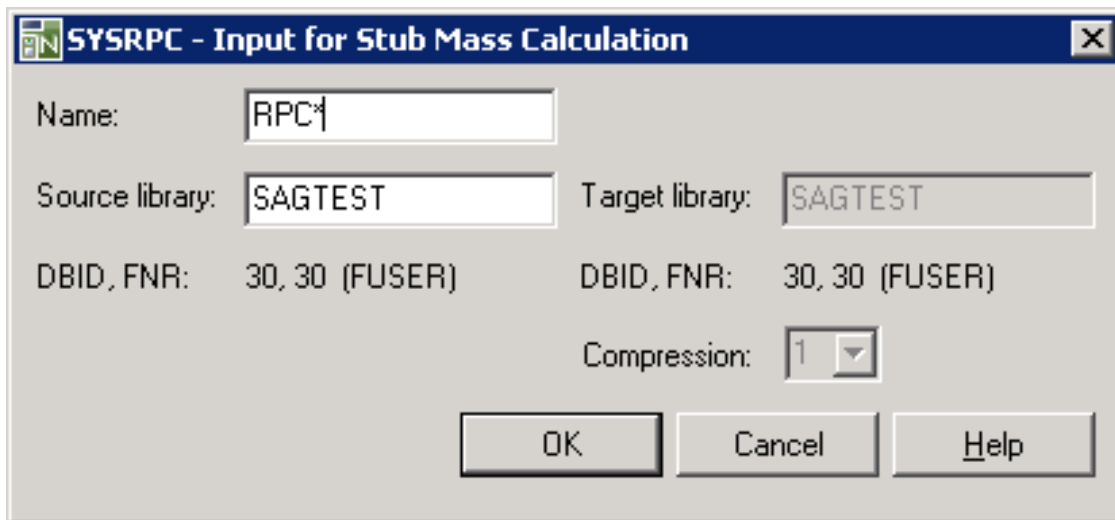 SYSRPC - Input for Stub Mass Calculation
Name: RPC*
Source library: SAGTEST Target library: SAGTEST
DBID, FNR: 30, 30 (FUSER) DBID, FNR: 30, 30 (FUSER)
Compression: 1
OK Cancel Help